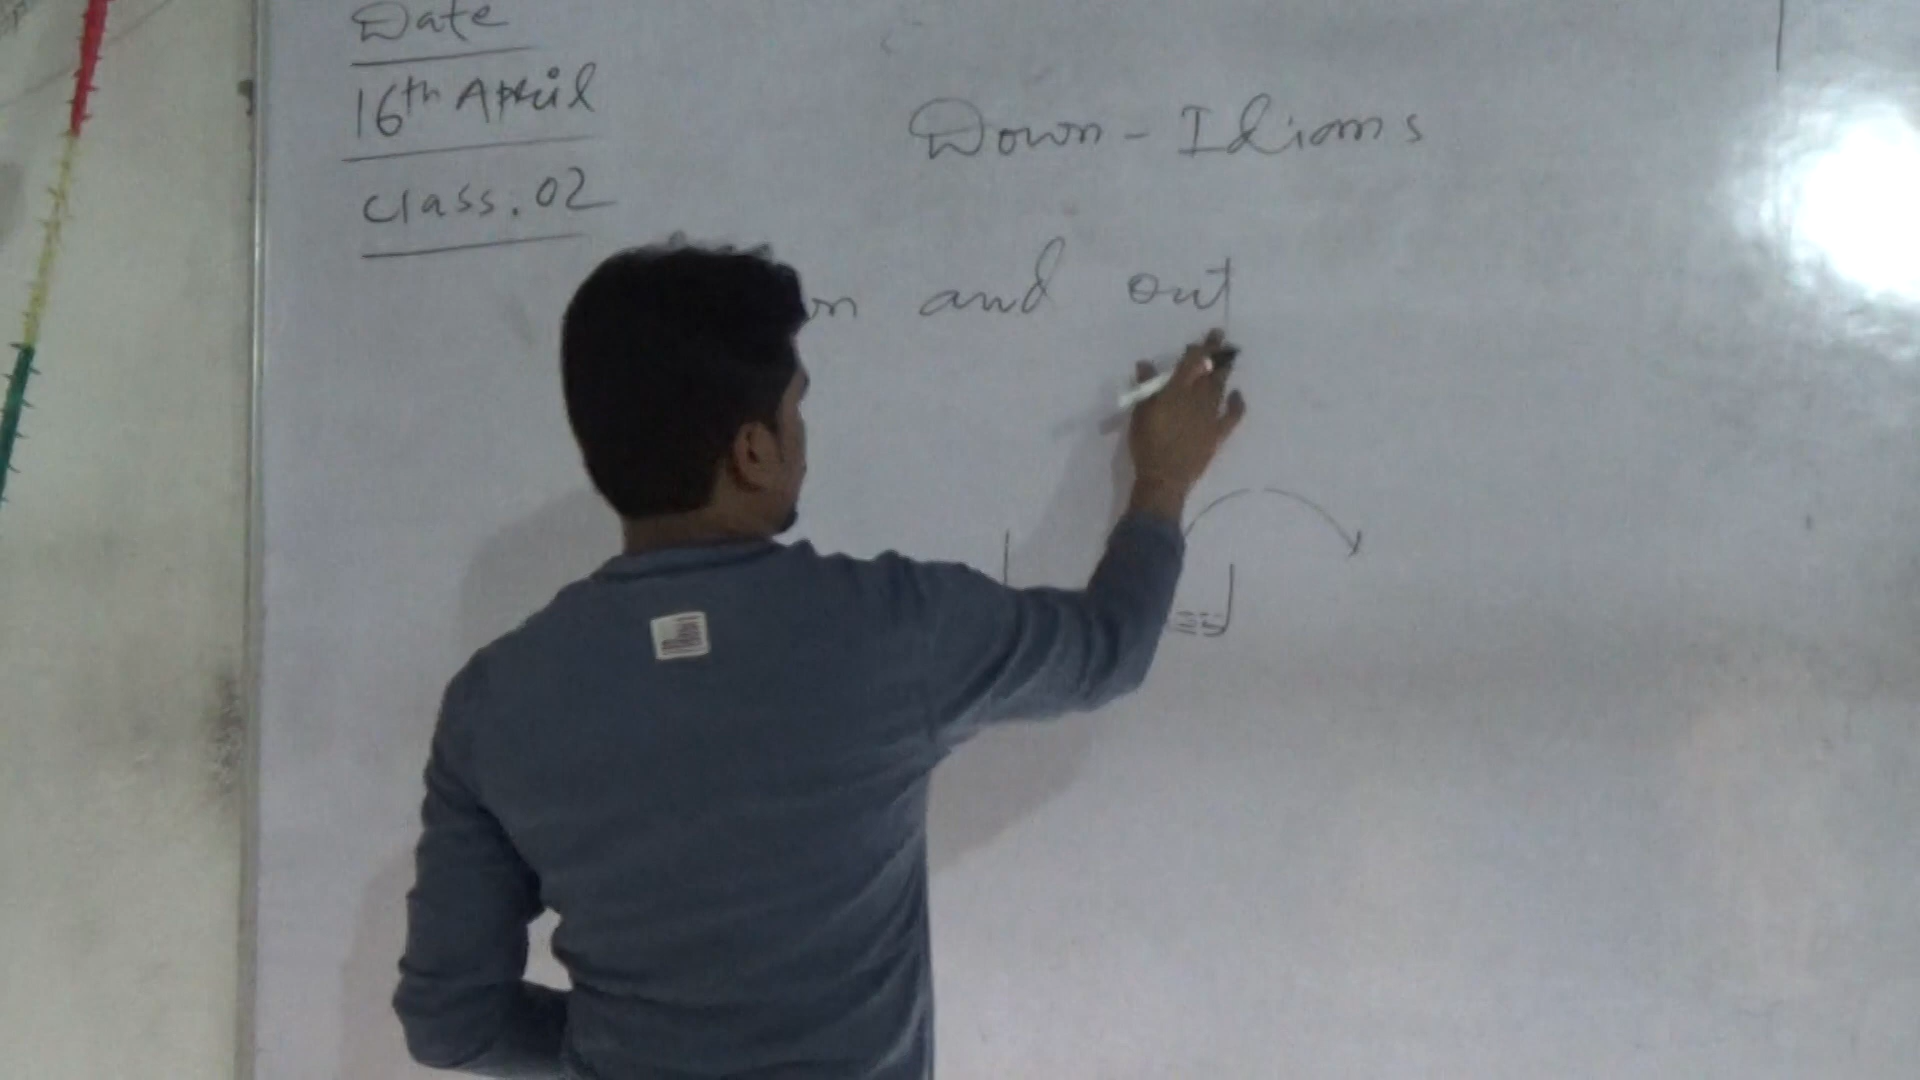 Date
16th April
class. 02
Down - Idioms
and out